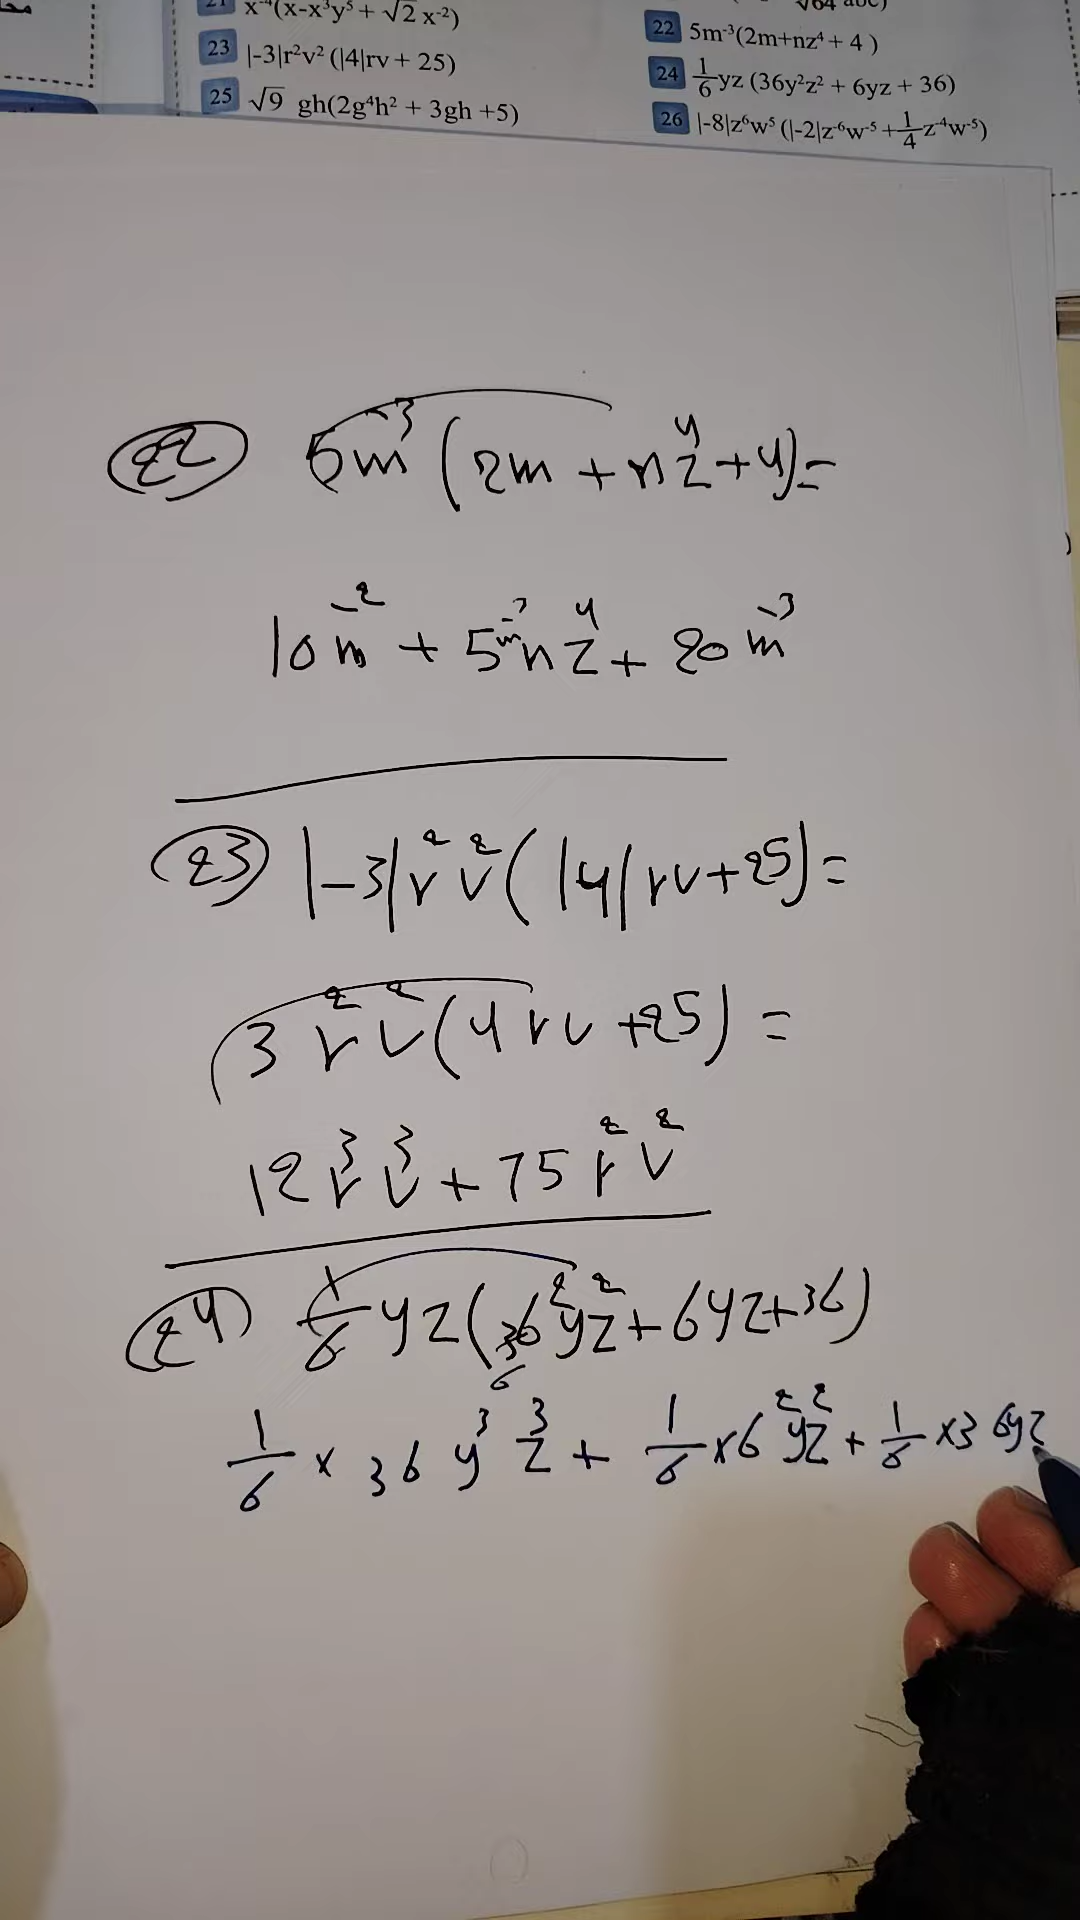 21 x⁻⁴(x-x³y⁵ + √2 x⁻²)
22 5m⁻³(2m+nz⁴ + 4 )
23 |-3|r²v² (|4|rv + 25)
24 1/6 yz (36y²z² + 6yz + 36)
25 √9 gh(2g⁴h² + 3gh +5)
26 |-8|z⁶w⁵ (|-2|z⁻⁶w⁻⁵ + 1/4 z⁻⁴w⁻⁵)
22 5m⁻³ (2m + nz⁴ + 4) =
10m⁻² + 5m⁻³nz⁴ + 20m⁻³
23 |-3|r²v² (|4|rv + 25) =
3r²v² (4rv + 25) =
12r³v³ + 75r²v²
24 1/6 yz (36y²z² + 6yz + 36)
6
1/6 × 36y³z³ + 1/6 × 6y²z² + 1/6 × 36yz